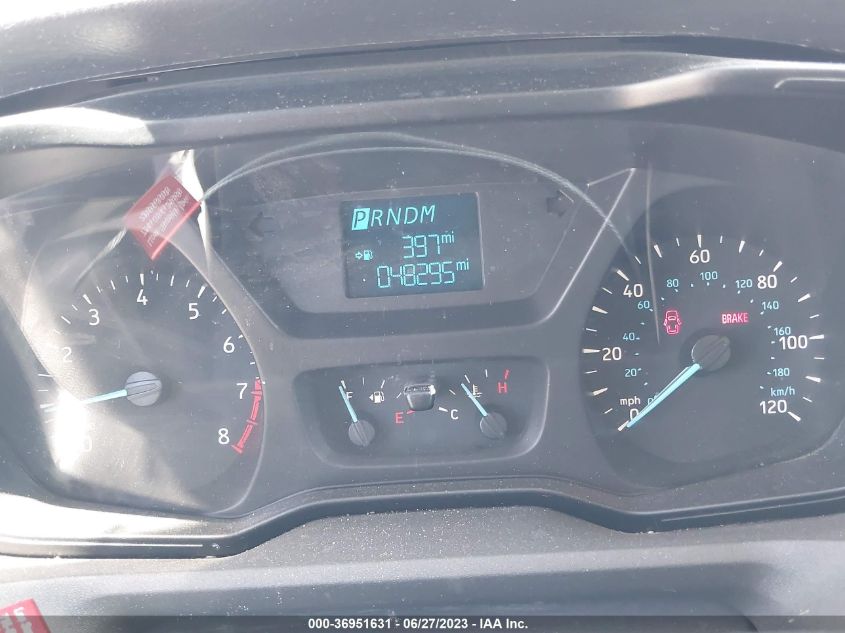 PRNDM
397 mi
048295 mi
2 3 4 5 6 7 8
F
E
C
H
mph
0 20 40 60 80 100 120
20 40 60 80 100 120 140 160 180
km/h
BRAKE
000-36951631 - 06/27/2023 - IAA Inc.